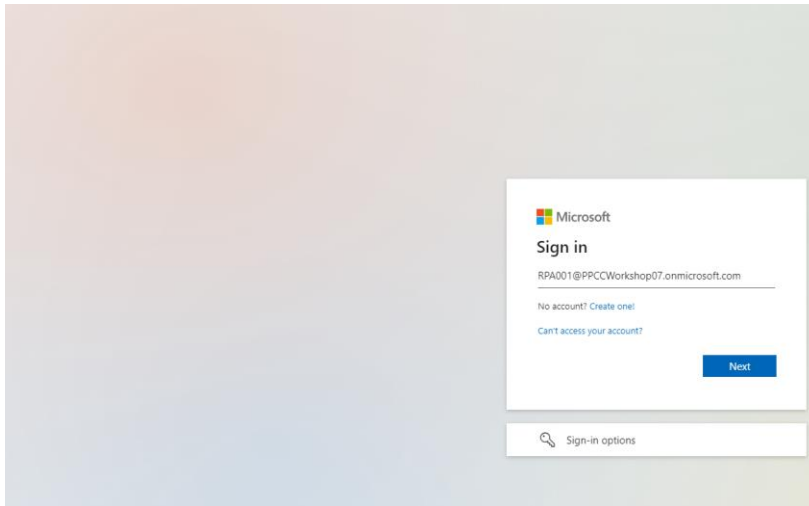 Microsoft
Sign in
RPA001@PPCCWorkshop07.onmicrosoft.com
No account? Create one!
Can't access your account?
Next
Sign-in options